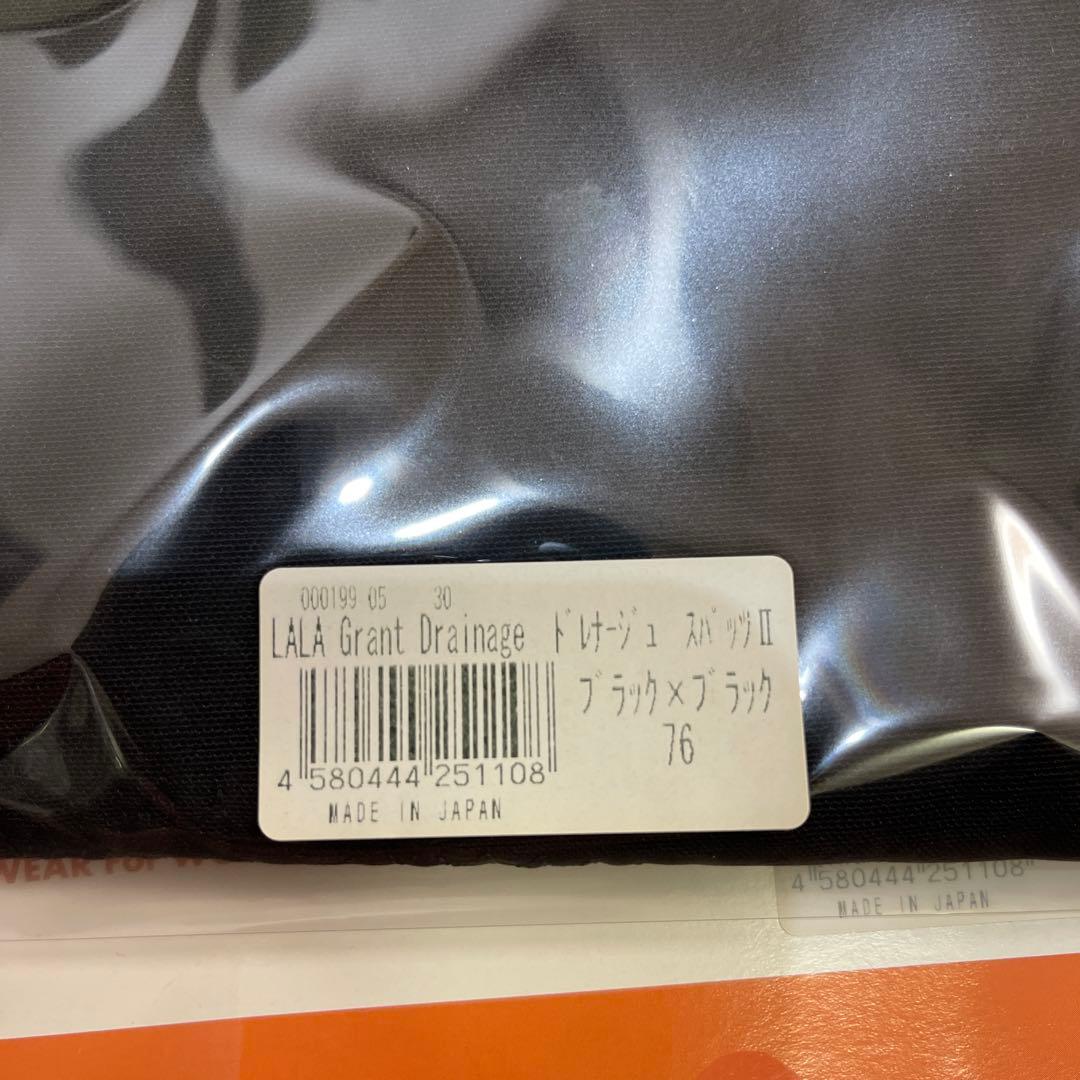 000199 05 30
LALA Grant Drainage ﾄﾞﾚﾅｰｼﾞｭ ｽﾊﾟｯﾂⅡ
ﾌﾞﾗｯｸ×ﾌﾞﾗｯｸ
76
4 580444 251108
MADE IN JAPAN
WEAR For W
4 580444 251108
MADE IN JAPAN